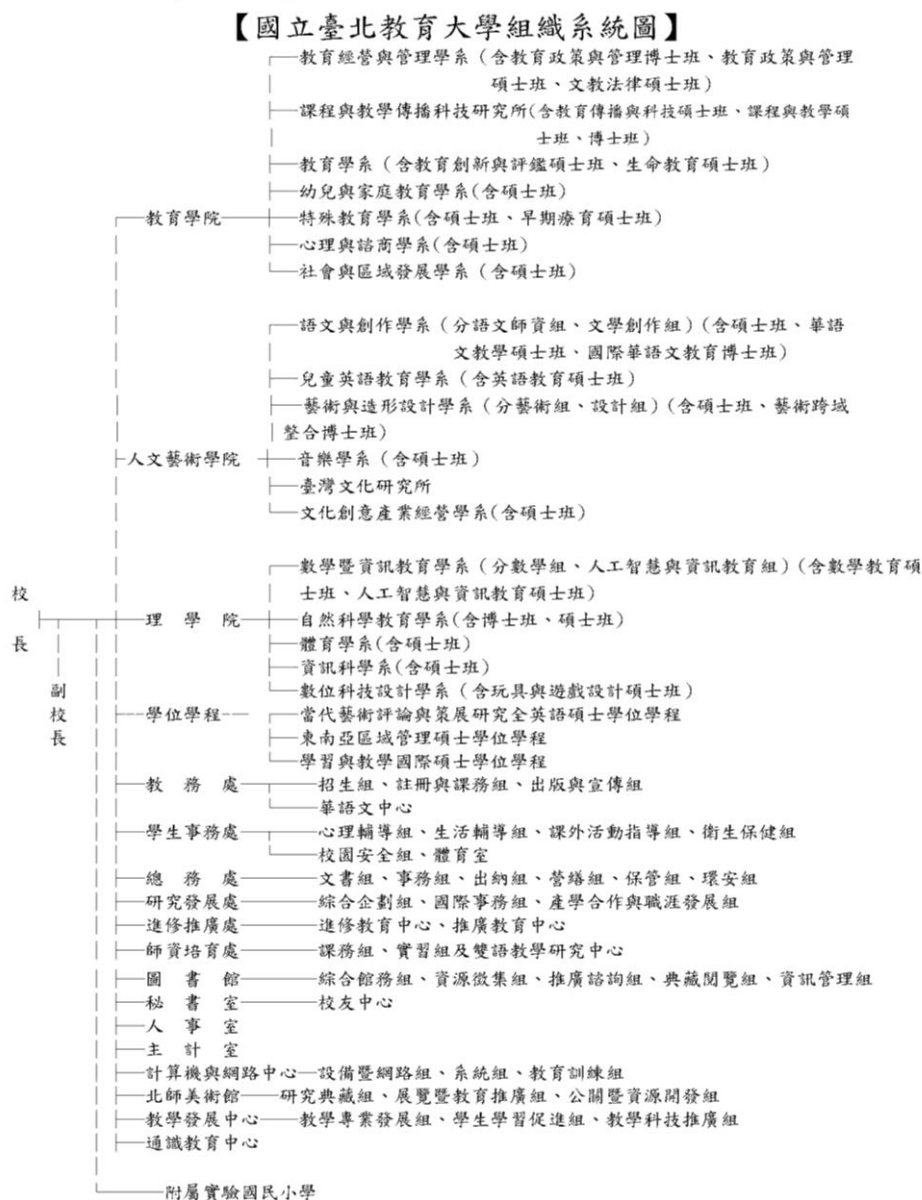 【國立臺北教育大學組織系統圖】
教育經營與管理學系（含教育政策與管理博士班、教育政策與管理
碩士班、文教法律碩士班）
課程與教學傳播科技研究所(含教育傳播與科技碩士班、課程與教學碩
士班、博士班）
教育學系（含教育創新與評鑑碩士班、生命教育碩士班）
幼兒與家庭教育學系(含碩士班)
教育學院 特殊教育學系(含碩士班、早期療育碩士班)
心理與諮商學系(含碩士班)
社會與區域發展學系（含碩士班）
語文與創作學系（分語文師資組、文學創作組）(含碩士班、華語
文教學碩士班、國際華語文教育博士班）
兒童英語教育學系（含英語教育碩士班）
藝術與造形設計學系（分藝術組、設計組）(含碩士班、藝術跨域
整合博士班）
人文藝術學院 音樂學系（含碩士班）
臺灣文化研究所
文化創意產業經營學系(含碩士班）
數學暨資訊教育學系（分數學組、人工智慧與資訊教育組）(含數學教育碩
士班、人工智慧與資訊教育碩士班）
校長
副校長
理 學 院 自然科學教育學系(含博士班、碩士班）
體育學系(含碩士班)
資訊科學系(含碩士班)
數位科技設計學系（含玩具與遊戲設計碩士班）
學位學程 當代藝術評論與策展研究全英語碩士學位學程
東南亞區域管理碩士學位學程
學習與教學國際碩士學位學程
教 務 處 招生組、註冊與課務組、出版與宣傳組
華語文中心
學生事務處 心理輔導組、生活輔導組、課外活動指導組、衛生保健組
校園安全組、體育室
總 務 處 文書組、事務組、出納組、營繕組、保管組、環安組
研究發展處 綜合企劃組、國際事務組、產學合作與職涯發展組
進修推廣處 進修教育中心、推廣教育中心
師資培育處 課務組、實習組及雙語教學研究中心
圖 書 館 綜合館務組、資源徵集組、推廣諮詢組、典藏閱覽組、資訊管理組
秘 書 室 校友中心
人 事 室
主 計 室
計算機與網路中心 設備暨網路組、系統組、教育訓練組
北師美術館 研究典藏組、展覽暨教育推廣組、公關暨資源開發組
教學發展中心 教學專業發展組、學生學習促進組、教學科技推廣組
通識教育中心
附屬實驗國民小學